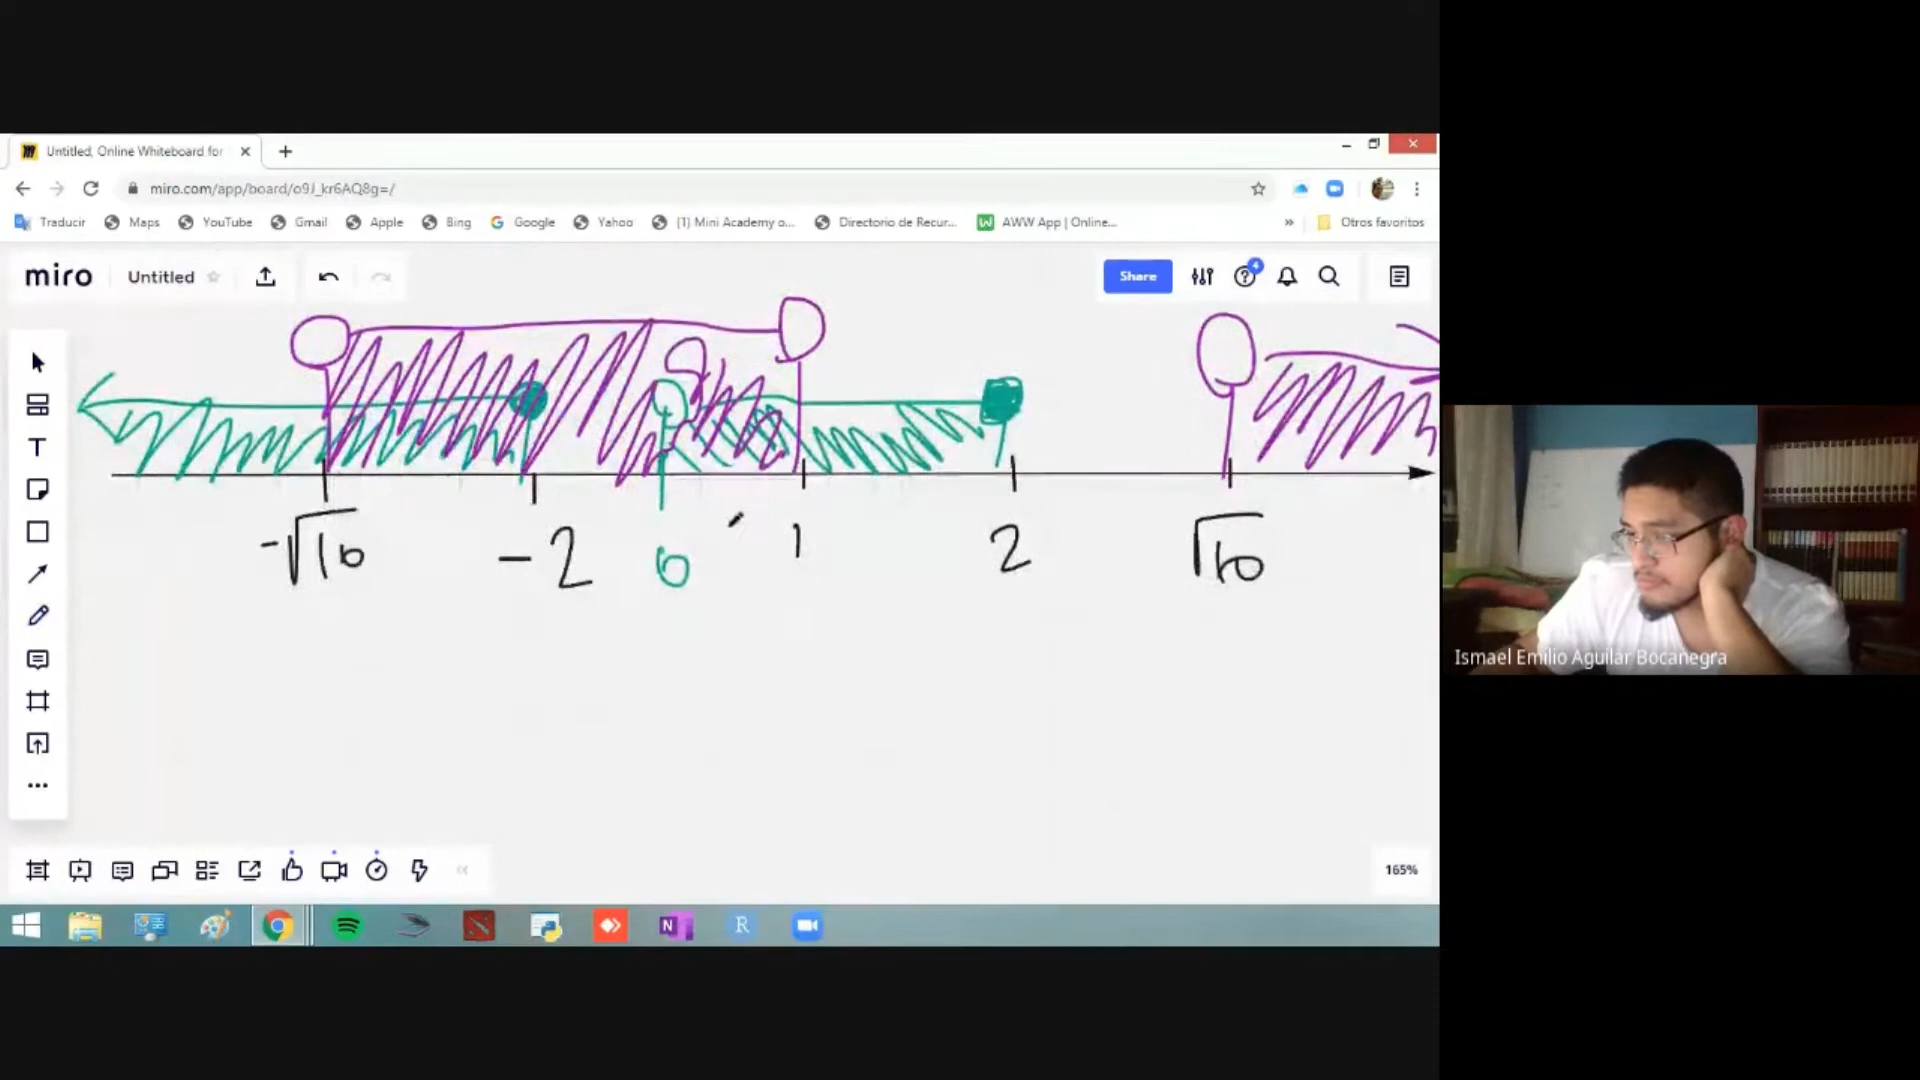 Untitled, Online Whiteboard for
miro.com/app/board/o9J_kr6AQ8g=/
Traducir Maps YouTube Gmail Apple Bing Google Yahoo (1) Mini Academy o... Directorio de Recur... AWW App | Online... » Otros favoritos
miro Untitled Share 4
-√10 -2 0 1 2 √10
Ismael Emilio Aguilar Bocanegra
165%